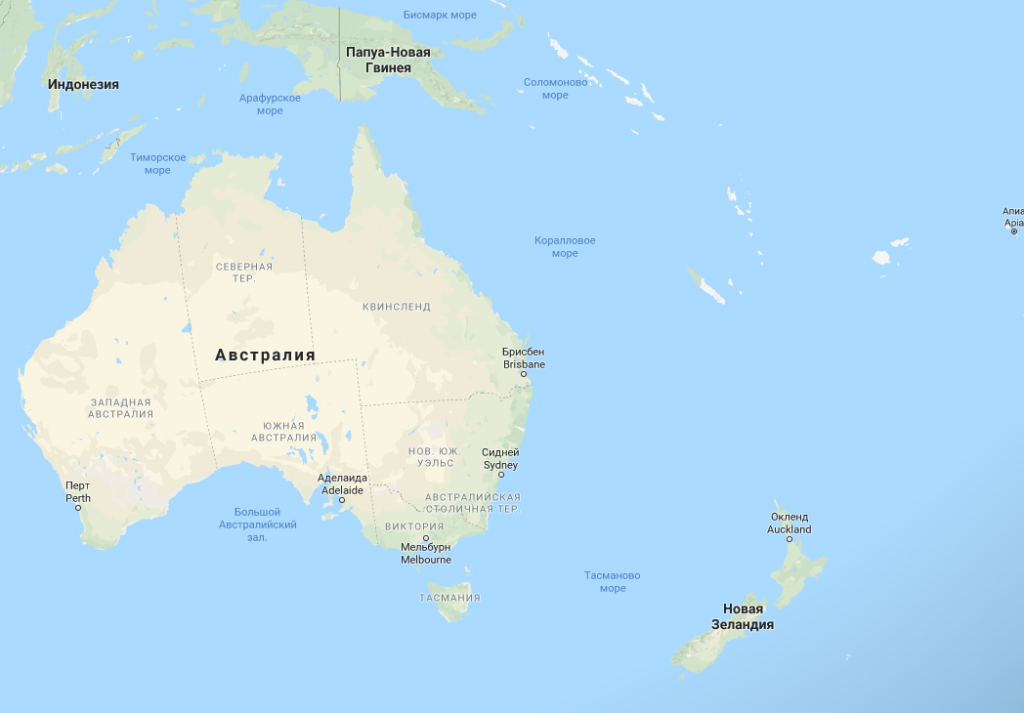 Бисмарк море
Папуа-Новая
Гвинея
Индонезия
Соломоново
море
Арафурское
море
Тиморское
море
Апиа
Apia
Коралловое
море
СЕВЕРНАЯ
ТЕР.
КВИНСЛЕНД
Австралия
Брисбен
Brisbane
ЗАПАДНАЯ
АВСТРАЛИЯ
ЮЖНАЯ
АВСТРАЛИЯ
НОВ. ЮЖ.
УЭЛЬС
Сидней
Sydney
Аделаида
Adelaide
Перт
Perth
АВСТРАЛИЙСКАЯ
СТОЛИЧНАЯ ТЕР.
Большой
Австралийский
зал.
ВИКТОРИЯ
Окленд
Auckland
Мельбурн
Melbourne
Тасманово
море
ТАСМАНИЯ
Новая
Зеландия